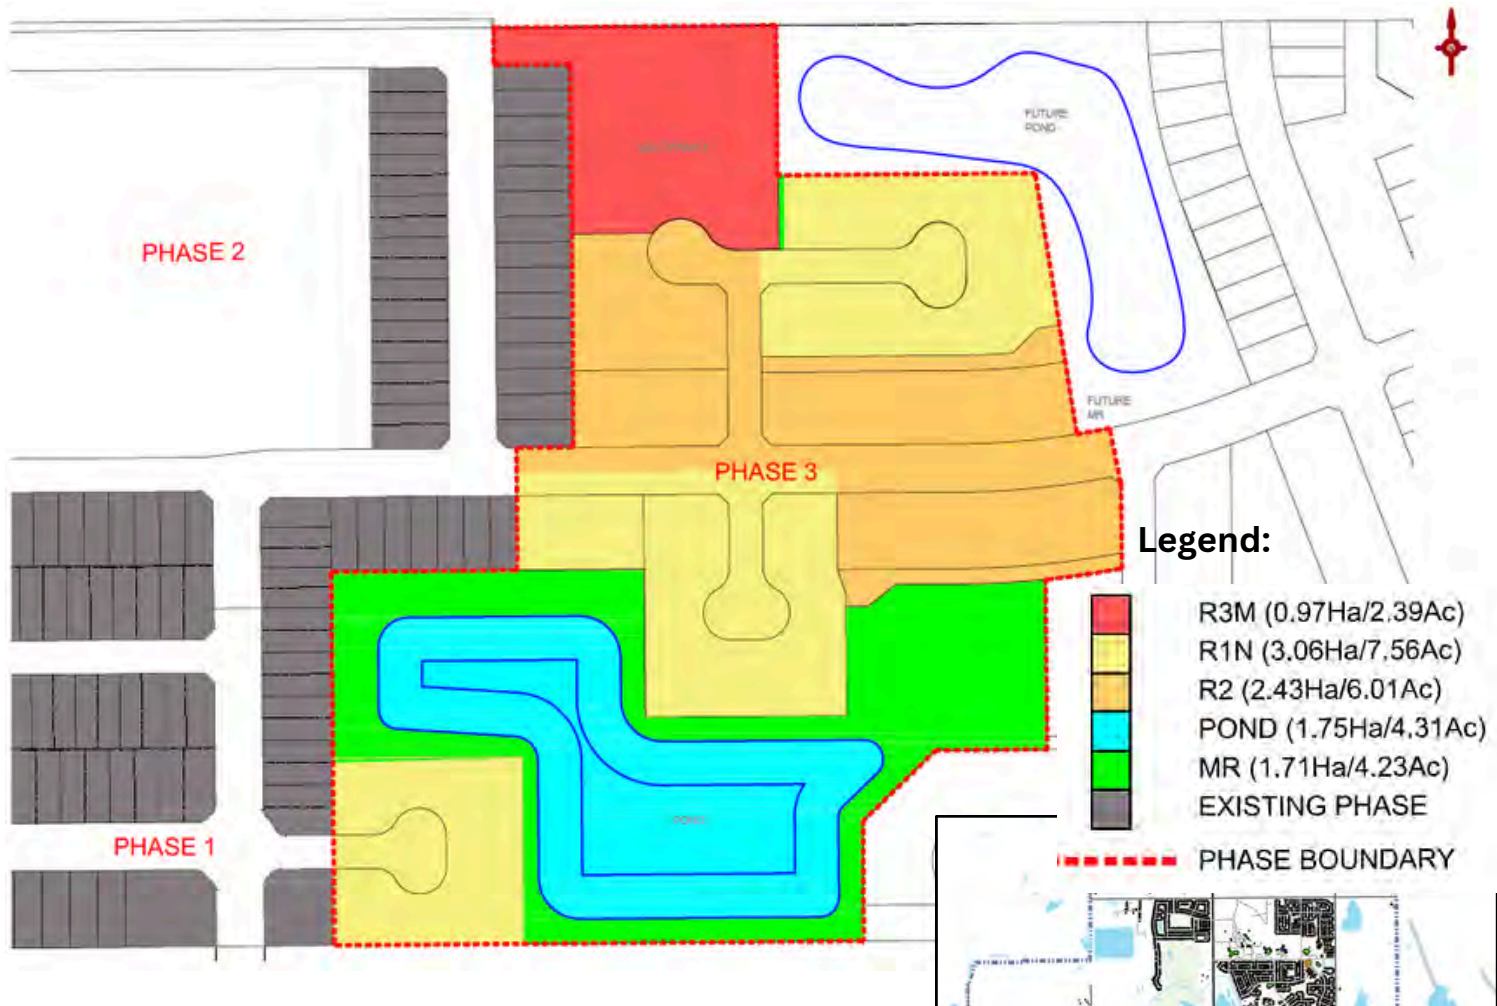 FUTURE
POND
PHASE 2
FUTURE
MR
PHASE 3
Legend:
R3M (0.97Ha/2.39Ac)
R1N (3.06Ha/7.56Ac)
R2 (2.43Ha/6.01Ac)
POND (1.75Ha/4.31Ac)
MR (1.71Ha/4.23Ac)
EXISTING PHASE
PHASE BOUNDARY
POND
PHASE 1